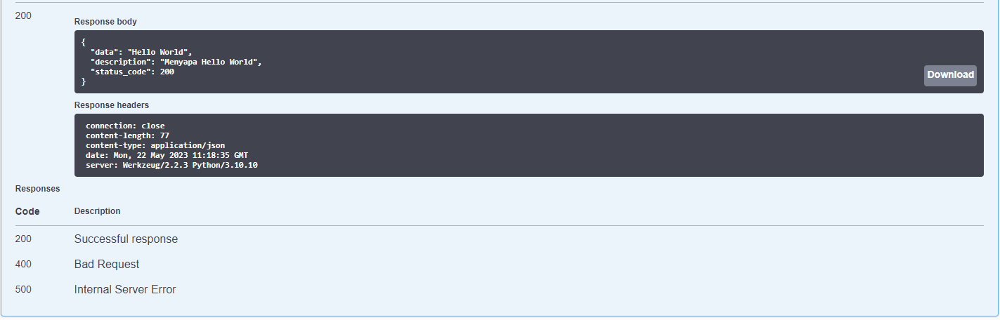 200
Response body
{
"data": "Hello World",
"description": "Menyapa Hello World",
"status_code": 200
}
Download
Response headers
connection: close
content-length: 77
content-type: application/json
date: Mon, 22 May 2023 11:18:35 GMT
server: Werkzeug/2.2.3 Python/3.10.10
Responses
Code Description
200 Successful response
400 Bad Request
500 Internal Server Error